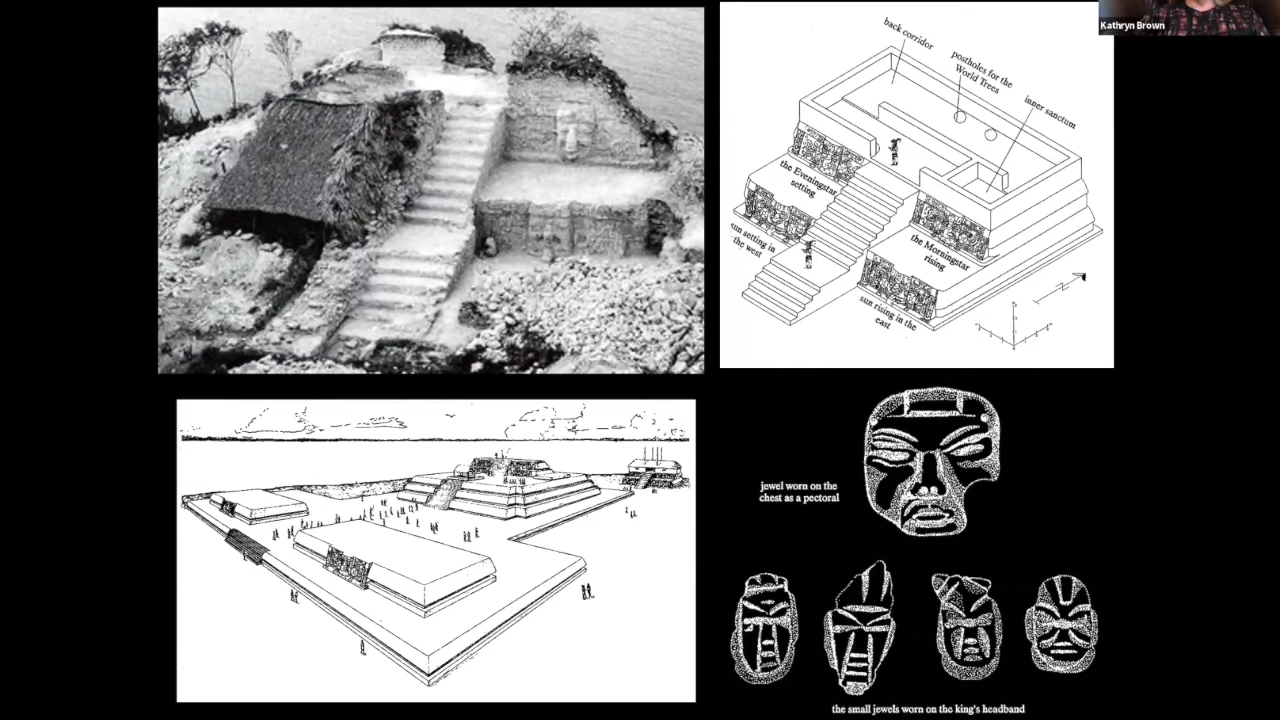 Kathryn Brown
back corridor
postholes for the
World Trees
inner sanctum
the Eveningstar
setting
sun setting in
the west
the Morningstar
rising
sun rising in the
east
jewel worn on the
chest as a pectoral
the small jewels worn on the king's headband